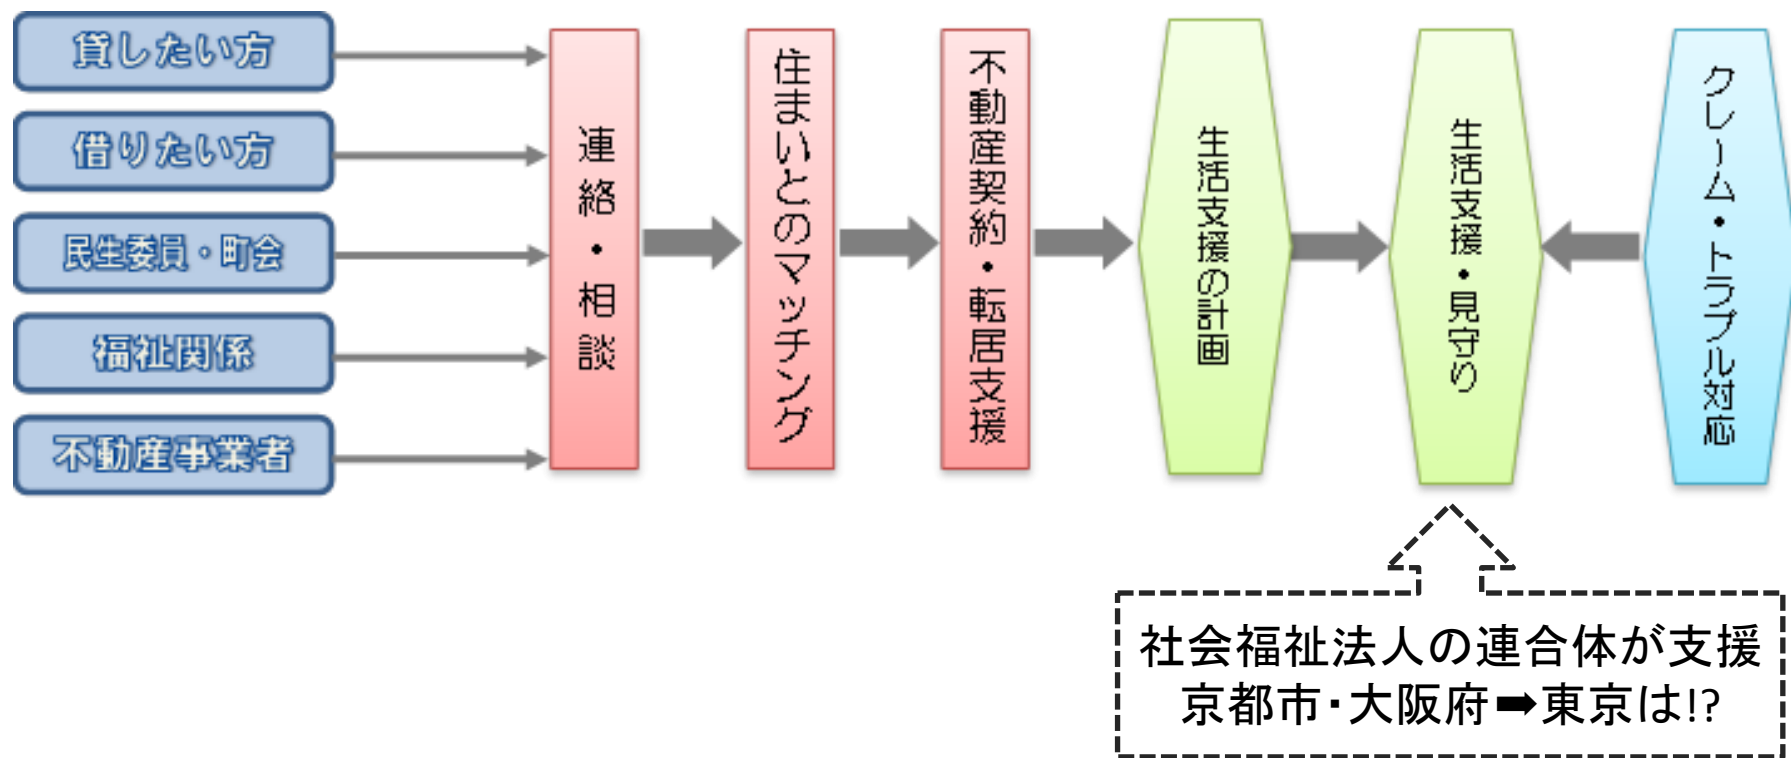 貸したい方
借りたい方
民生委員・町会
福祉関係
不動産事業者
連絡・相談
住まいとのマッチング
不動産契約・転居支援
生活支援の計画
生活支援・見守り
クレーム・トラブル対応
社会福祉法人の連合体が支援
京都市・大阪府➡東京は!?